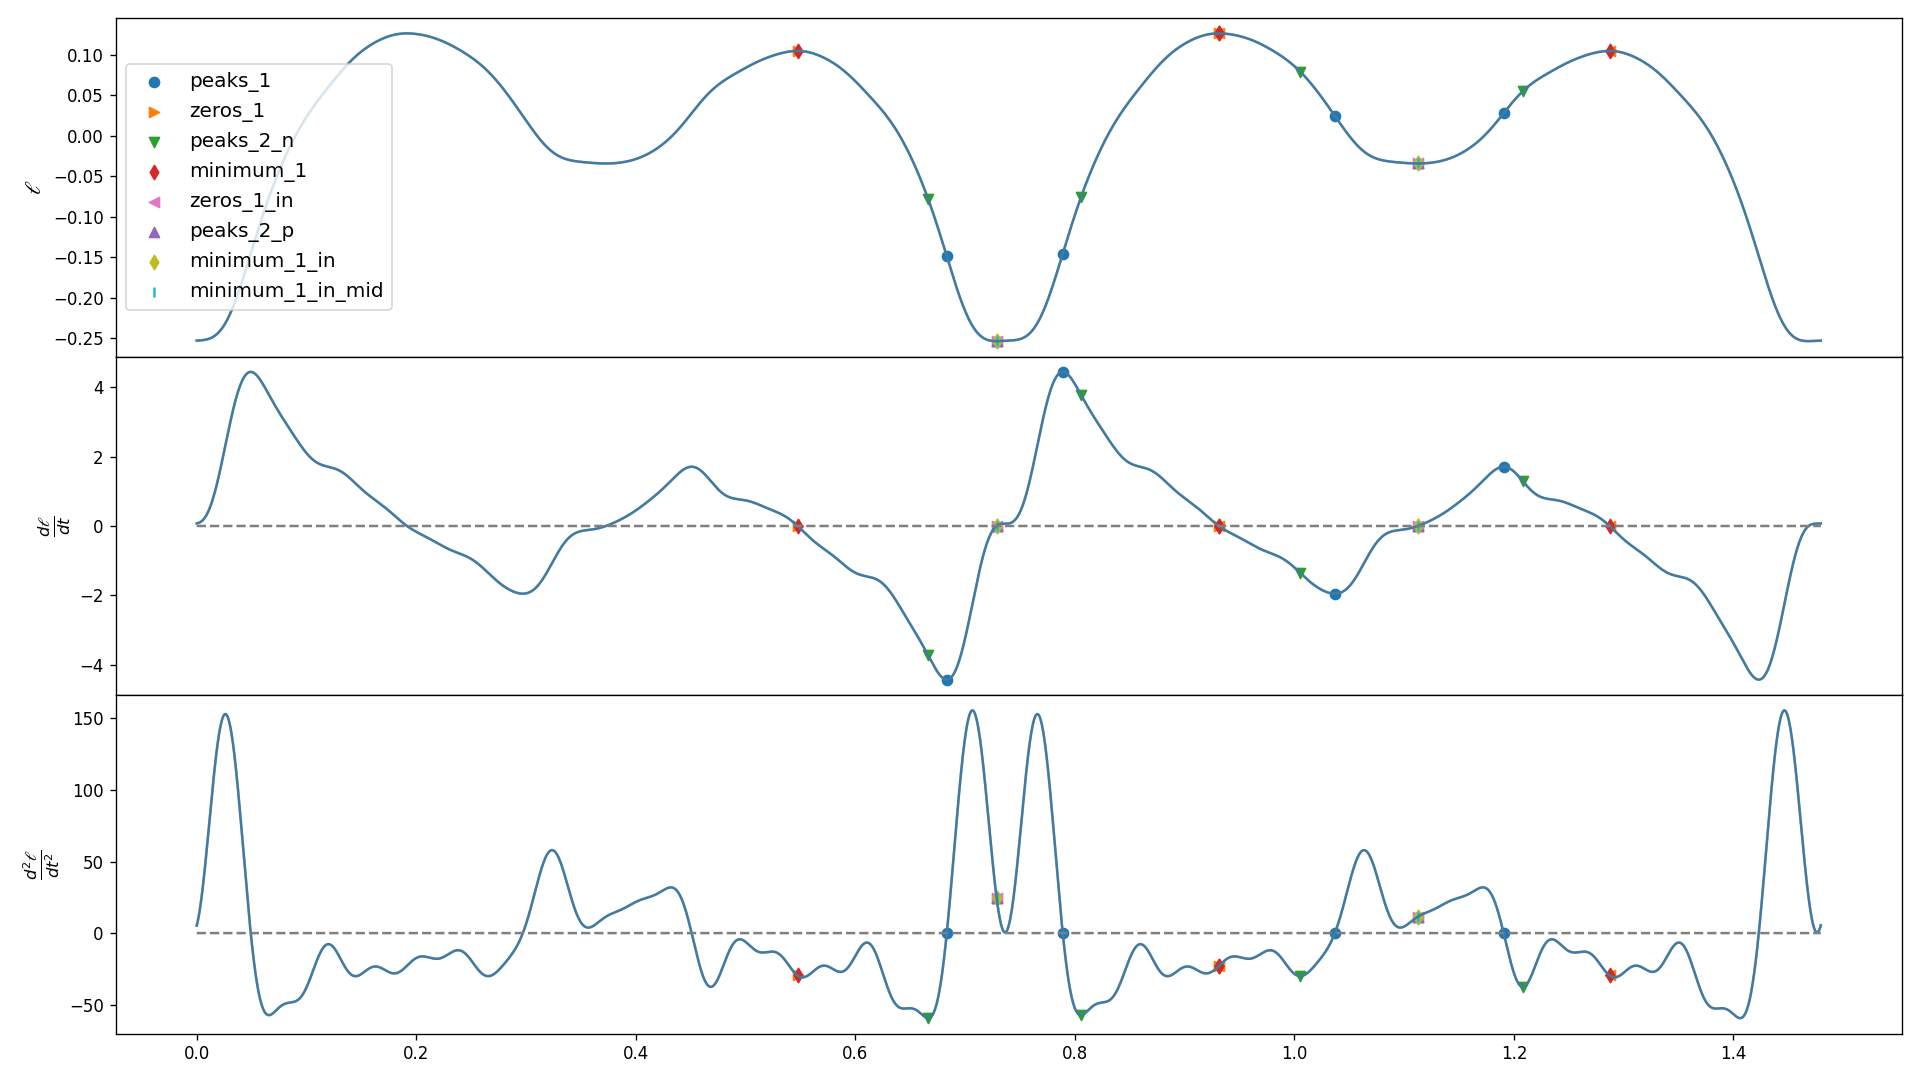 0.10
0.05
0.00
−0.05
−0.10
−0.15
−0.20
−0.25
ℓ
peaks_1
zeros_1
peaks_2_n
minimum_1
zeros_1_in
peaks_2_p
minimum_1_in
minimum_1_in_mid
4
2
0
−2
−4
dℓ
dt
150
100
50
0
−50
d²ℓ
dt²
0.0 0.2 0.4 0.6 0.8 1.0 1.2 1.4